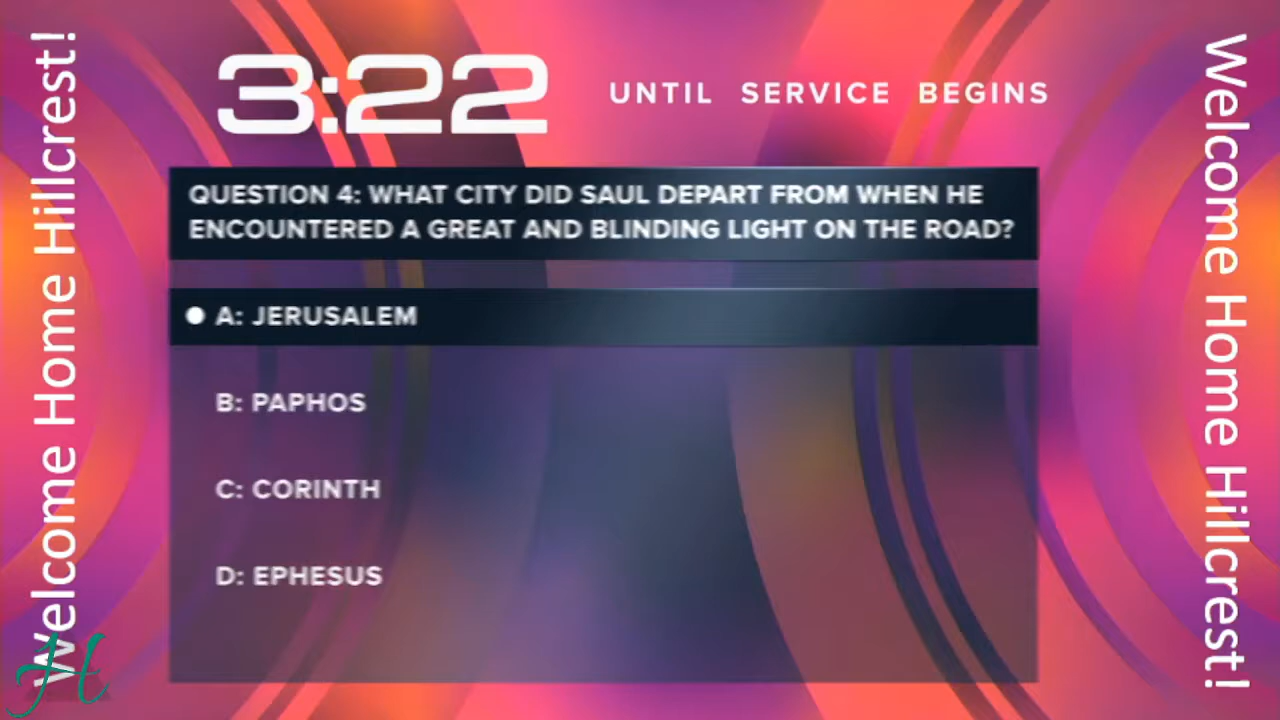 Welcome Home Hillcrest!
3:22
UNTIL SERVICE BEGINS
QUESTION 4: WHAT CITY DID SAUL DEPART FROM WHEN HE
ENCOUNTERED A GREAT AND BLINDING LIGHT ON THE ROAD?
A: JERUSALEM
B: PAPHOS
C: CORINTH
D: EPHESUS
H
Welcome Home Hillcrest!